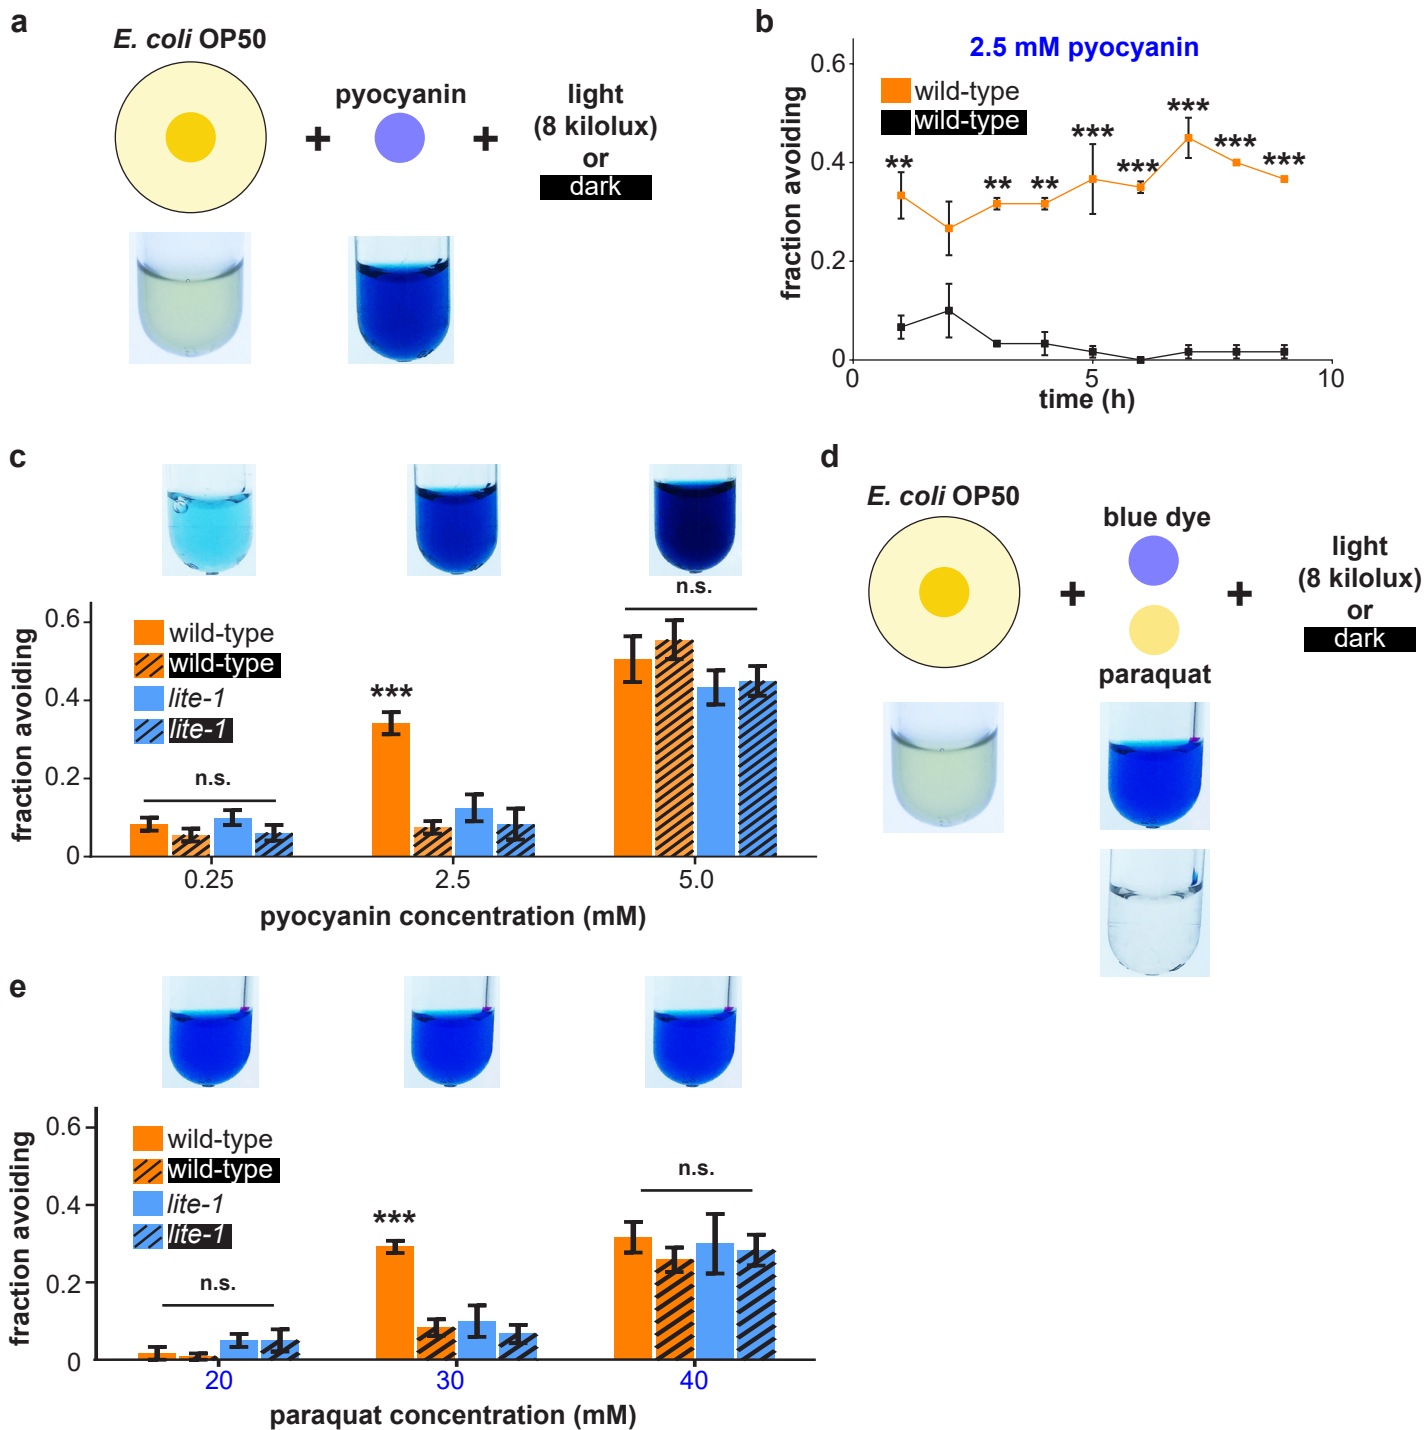 a
E. coli OP50
+
pyocyanin
+
light
(8 kilolux)
or
dark
b
2.5 mM pyocyanin
wild-type
wild-type
fraction avoiding
0.6
0.4
0.2
0
** ** ** *** *** *** *** ***
0 5 10
time (h)
c
fraction avoiding
0.6
0.4
0.2
0
wild-type
wild-type
lite-1
lite-1
n.s.
***
n.s.
0.25 2.5 5.0
pyocyanin concentration (mM)
d
E. coli OP50
+
blue dye
paraquat
+
light
(8 kilolux)
or
dark
e
fraction avoiding
0.6
0.4
0.2
0
wild-type
wild-type
lite-1
lite-1
n.s.
***
n.s.
20 30 40
paraquat concentration (mM)